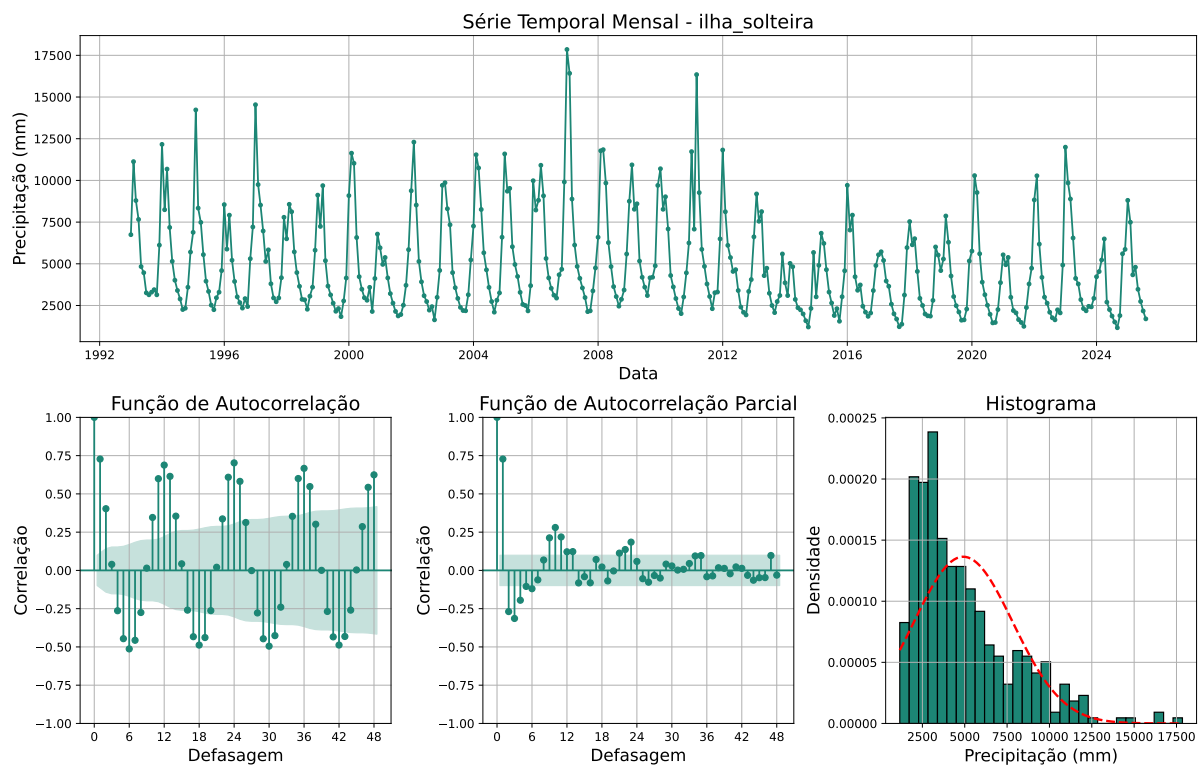 Série Temporal Mensal - ilha_solteira
Precipitação (mm)
17500
15000
12500
10000
7500
5000
2500
1992 1996 2000 2004 2008 2012 2016 2020 2024
Data
Função de Autocorrelação
Correlação
1.00
0.75
0.50
0.25
0.00
−0.25
−0.50
−0.75
−1.00
0 6 12 18 24 30 36 42 48
Defasagem
Função de Autocorrelação Parcial
Correlação
1.00
0.75
0.50
0.25
0.00
−0.25
−0.50
−0.75
−1.00
0 6 12 18 24 30 36 42 48
Defasagem
Histograma
Densidade
0.00025
0.00020
0.00015
0.00010
0.00005
0.00000
2500 5000 7500 10000 12500 15000 17500
Precipitação (mm)